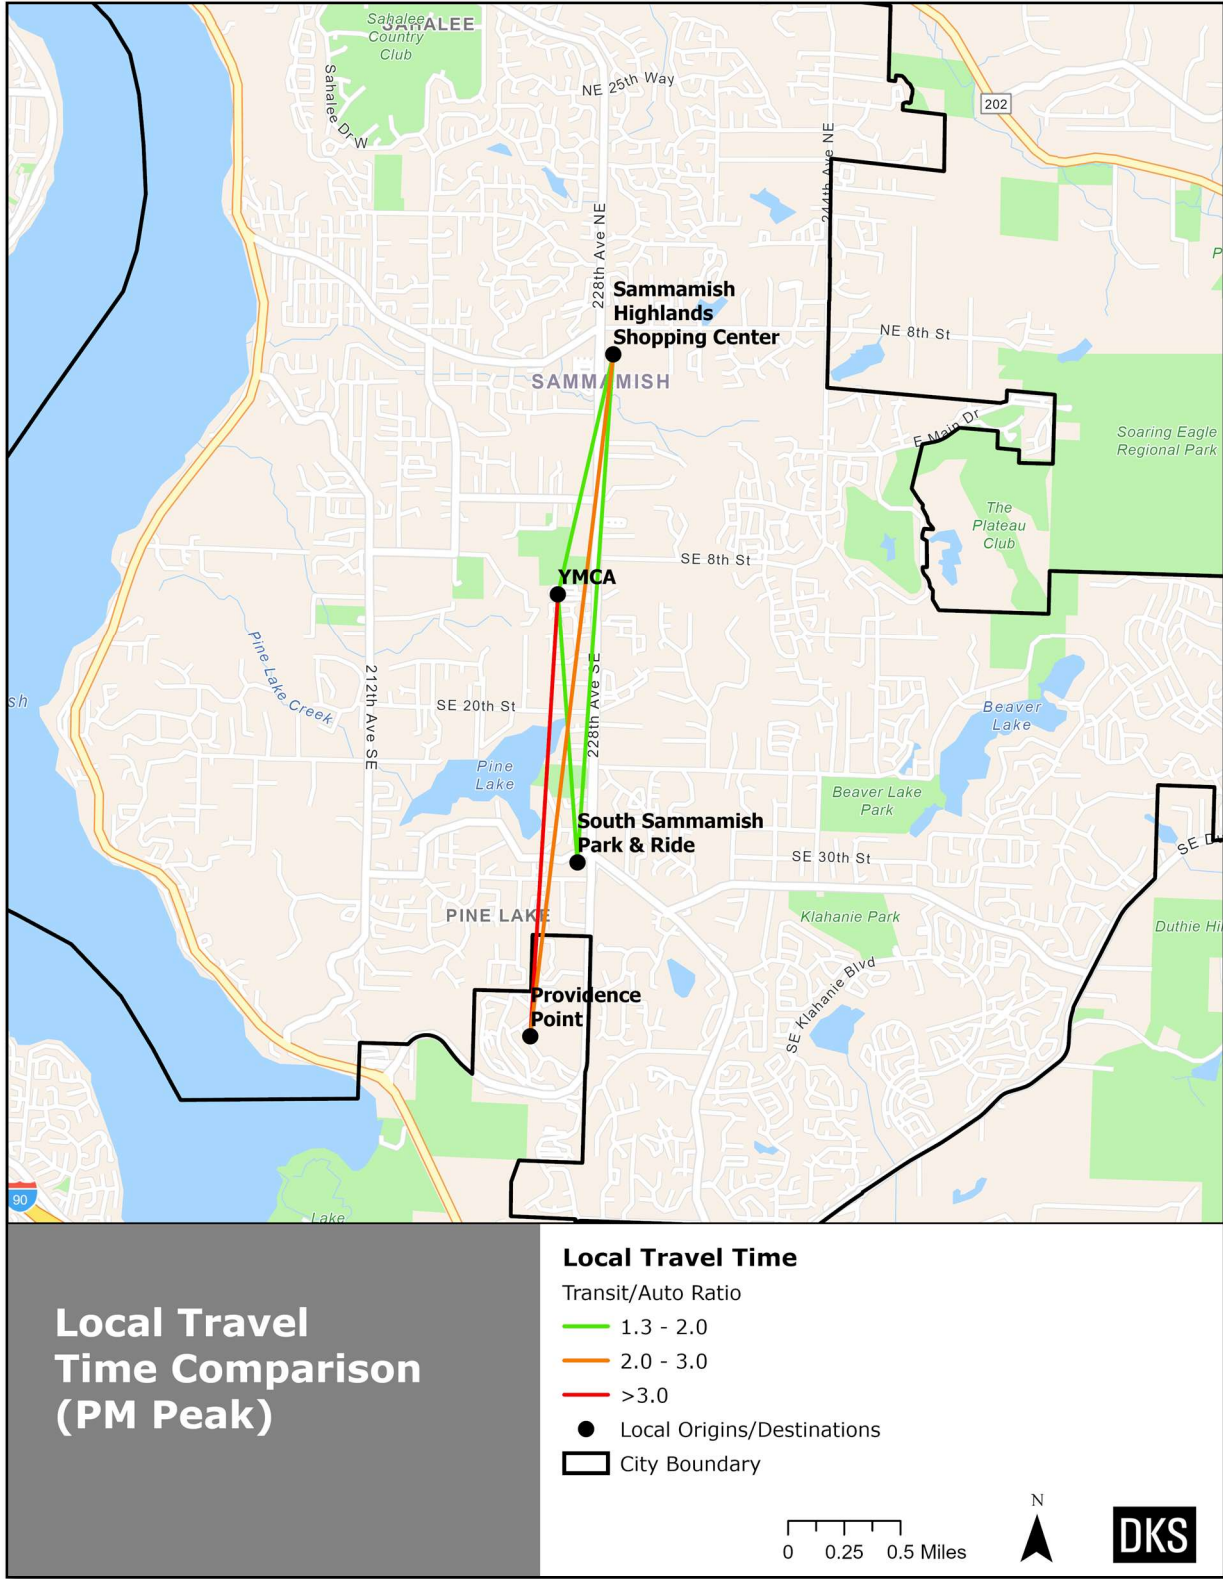 Sahalee
Country
Club
SAHALEE
NE 25th Way
Sahalee Dr W
202
244th Ave NE
228th Ave NE
Sammamish
Highlands
Shopping Center
NE 8th St
SAMMAMISH
E Main Dr
Soaring Eagle
Regional Park
The
Plateau
Club
SE 8th St
YMCA
Pine Lake Creek
212th Ave SE
228th Ave SE
SE 20th St
Beaver
Lake
Pine
Lake
Beaver Lake
Park
South Sammamish
Park & Ride
SE 30th St
PINE LAKE
Klahanie Park
SE Klahanie Blvd
Providence
Point
90
Lake
Local Travel
Time Comparison
(PM Peak)
Local Travel Time
Transit/Auto Ratio
1.3 - 2.0
2.0 - 3.0
>3.0
Local Origins/Destinations
City Boundary
0 0.25 0.5 Miles
N
DKS